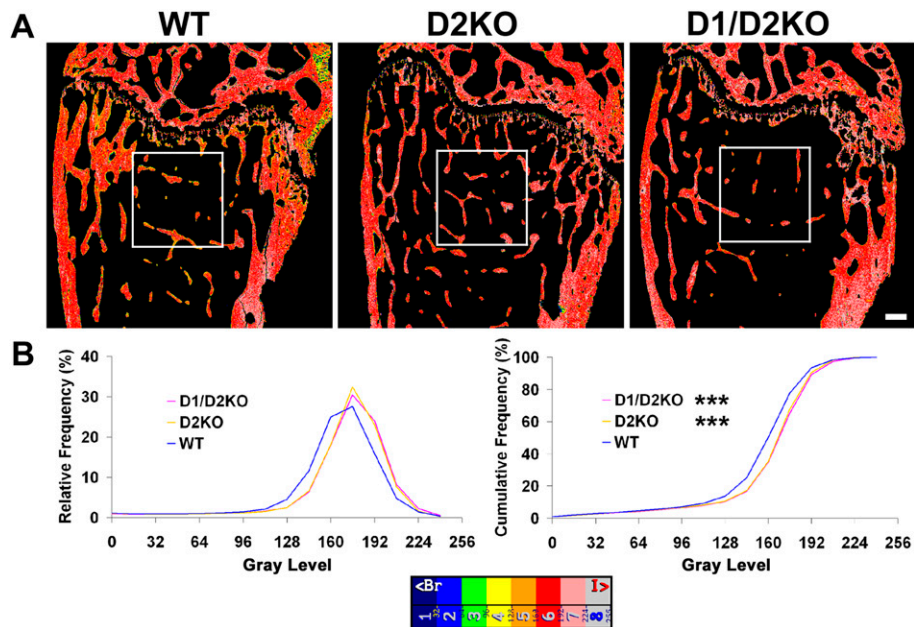 A
WT
D2KO
D1/D2KO
B
Relative Frequency (%)
40
30
20
10
0
D1/D2KO
D2KO
WT
0 32 64 96 128 160 192 224 256
Gray Level
Cumulative Frequency (%)
100
80
60
40
20
0
D1/D2KO ***
D2KO ***
WT
0 32 64 96 128 160 192 224 256
Gray Level
<Br I>
1 2 3 4 5 6 7 8